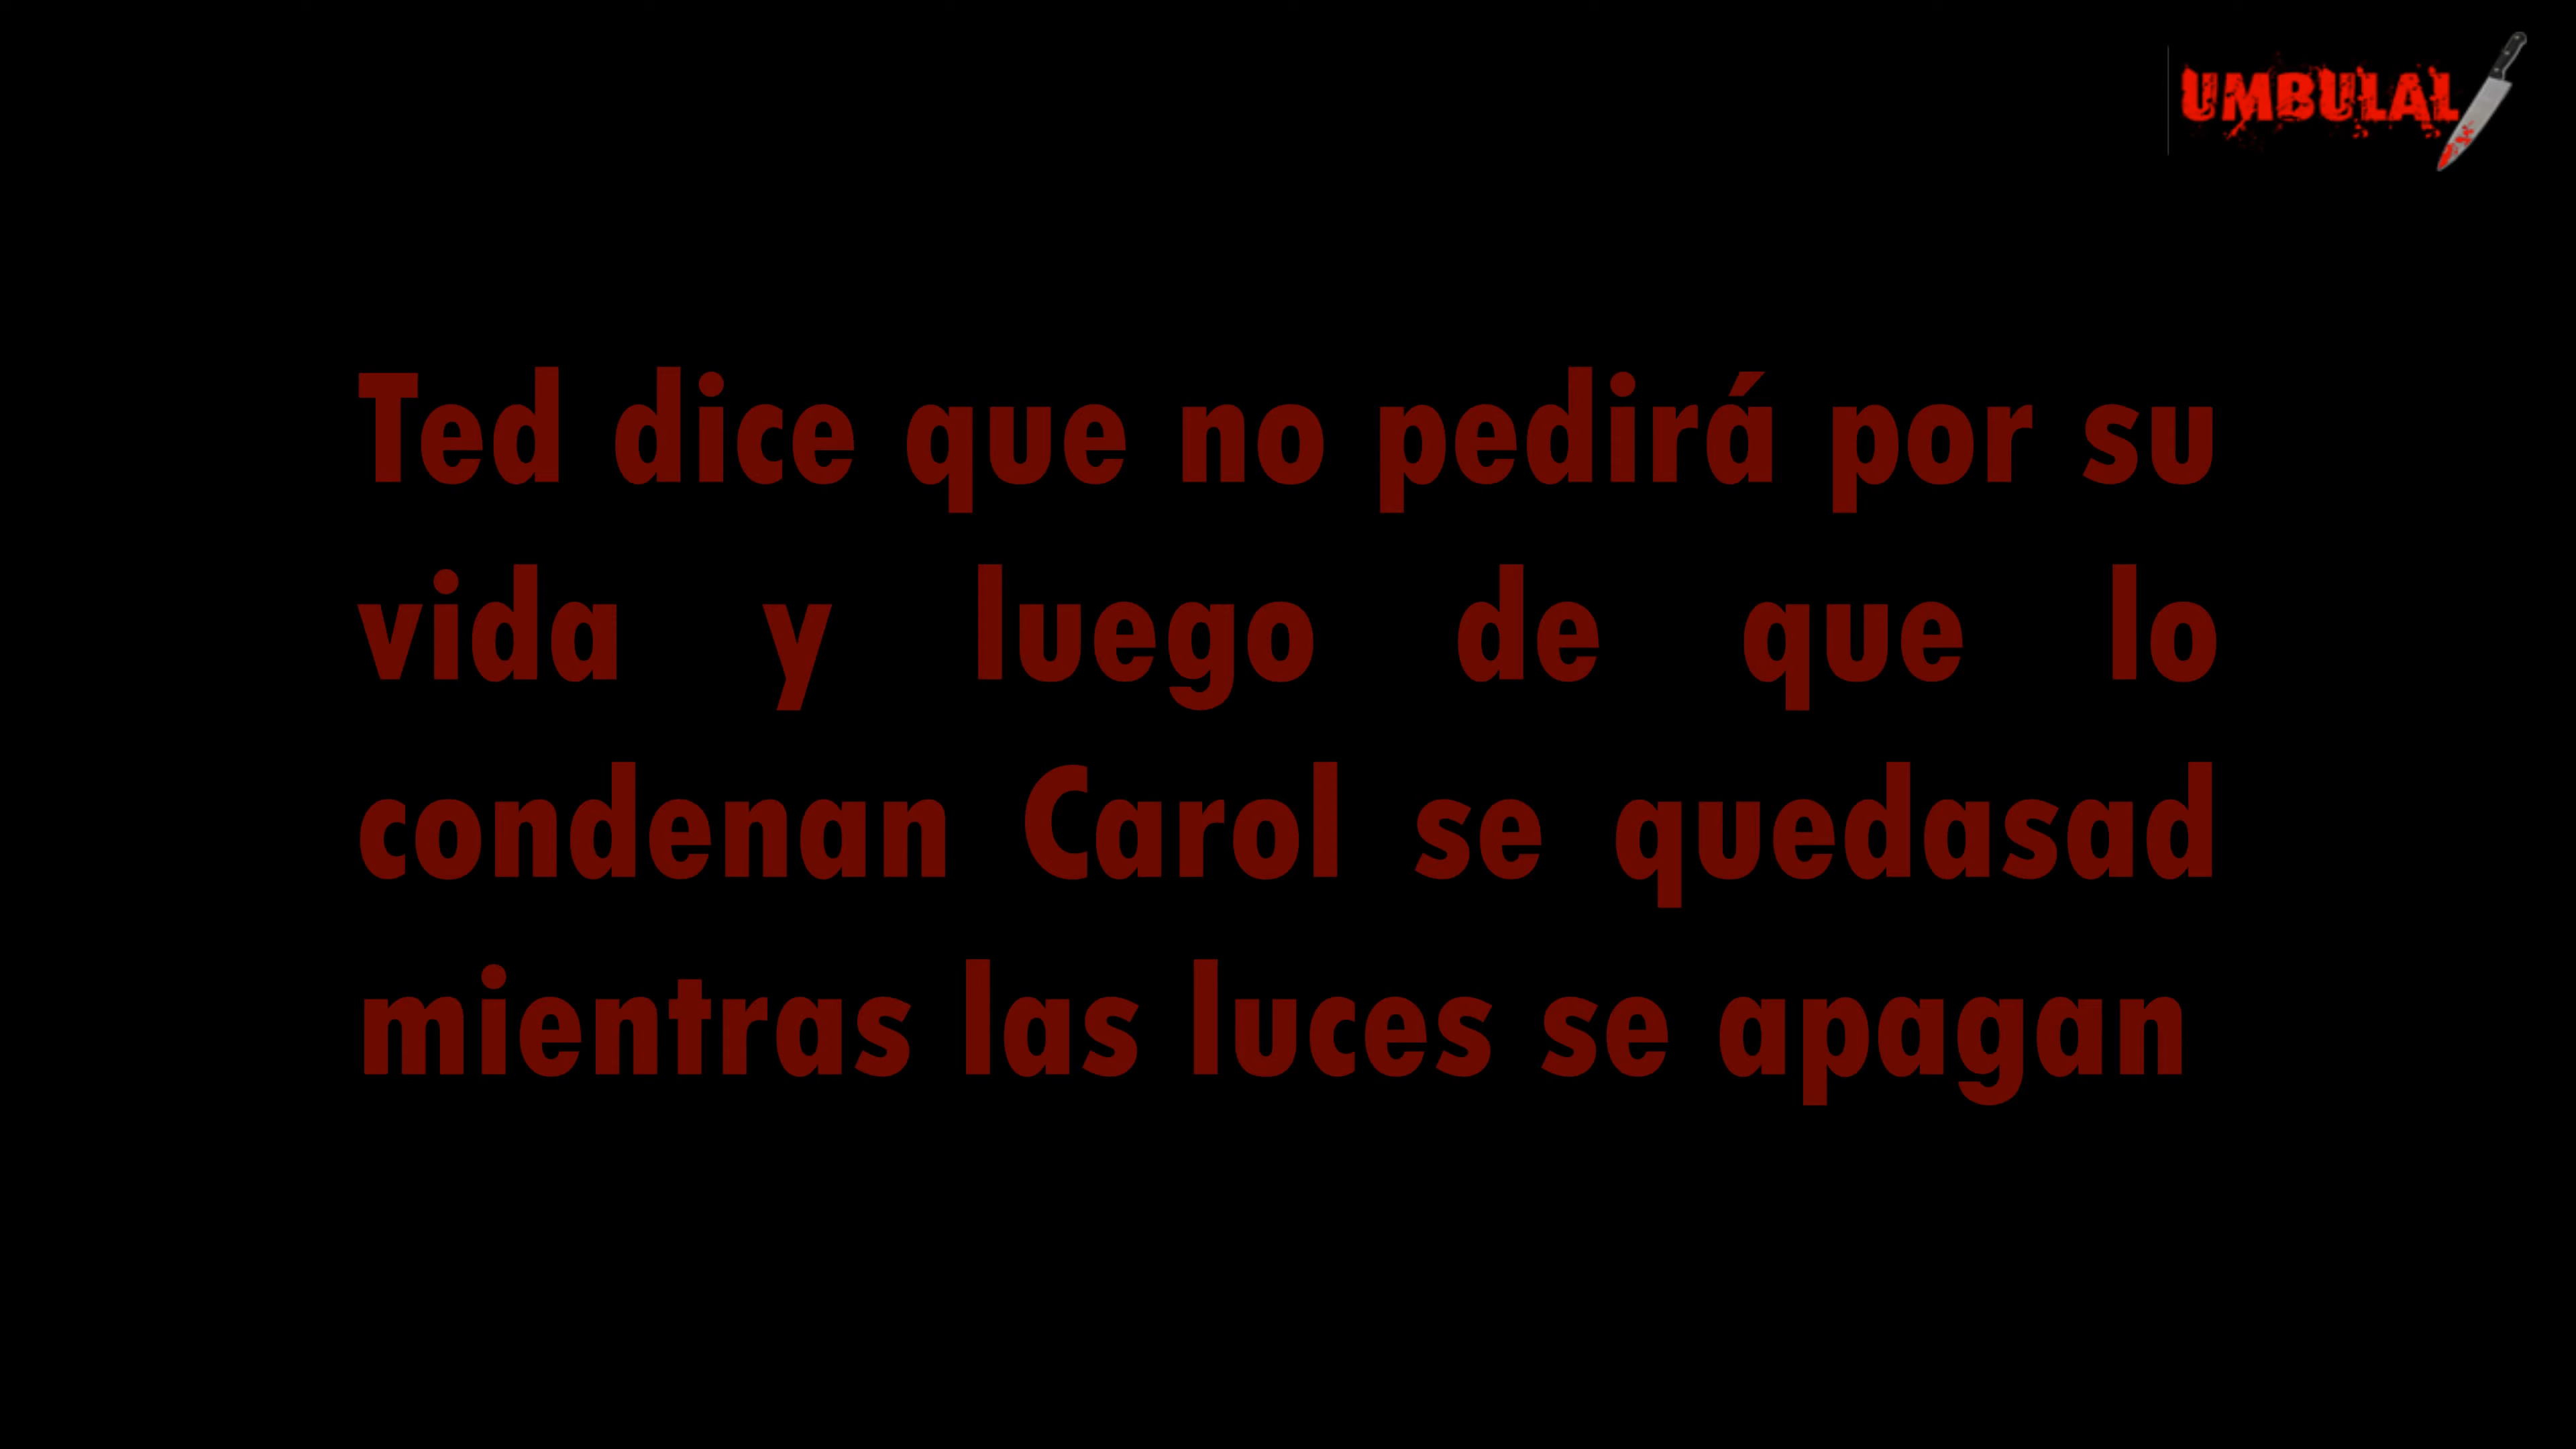 UMBULAL
Ted dice que no pedirá por su
vida y luego de que lo
condenan Carol se quedasad
mientras las luces se apagan